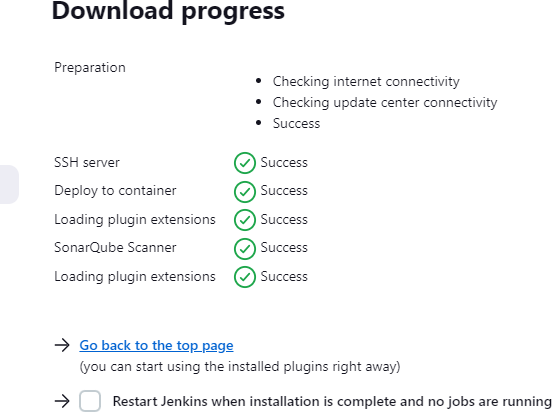 Download progress
Preparation
Checking internet connectivity
Checking update center connectivity
Success
SSH server Success
Deploy to container Success
Loading plugin extensions Success
SonarQube Scanner Success
Loading plugin extensions Success
Go back to the top page
(you can start using the installed plugins right away)
Restart Jenkins when installation is complete and no jobs are running